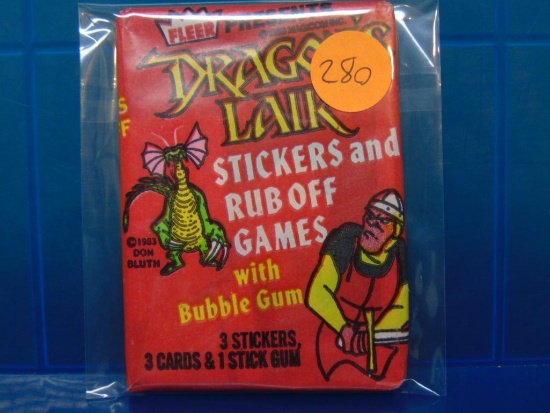 FLEER PRESENTS
280
LAIR
STICKERS and
RUB OFF
GAMES
with
Bubble Gum
©1983
DON
BLUTH
3 STICKERS,
3 CARDS & 1 STICK GUM